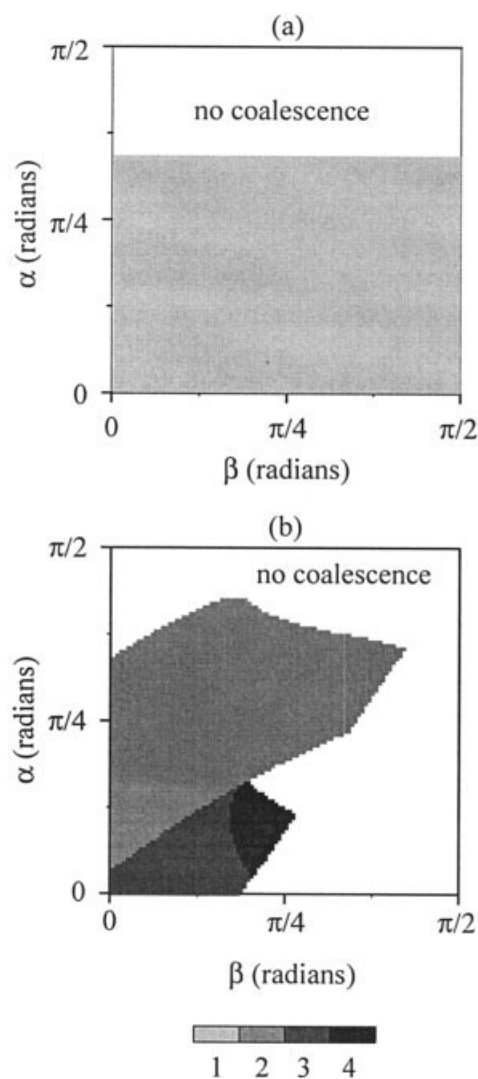 (a)
π/2
no coalescence
π/4
α (radians)
0
0 π/4 π/2
β (radians)
(b)
π/2
no coalescence
π/4
α (radians)
0
0 π/4 π/2
β (radians)
1 2 3 4